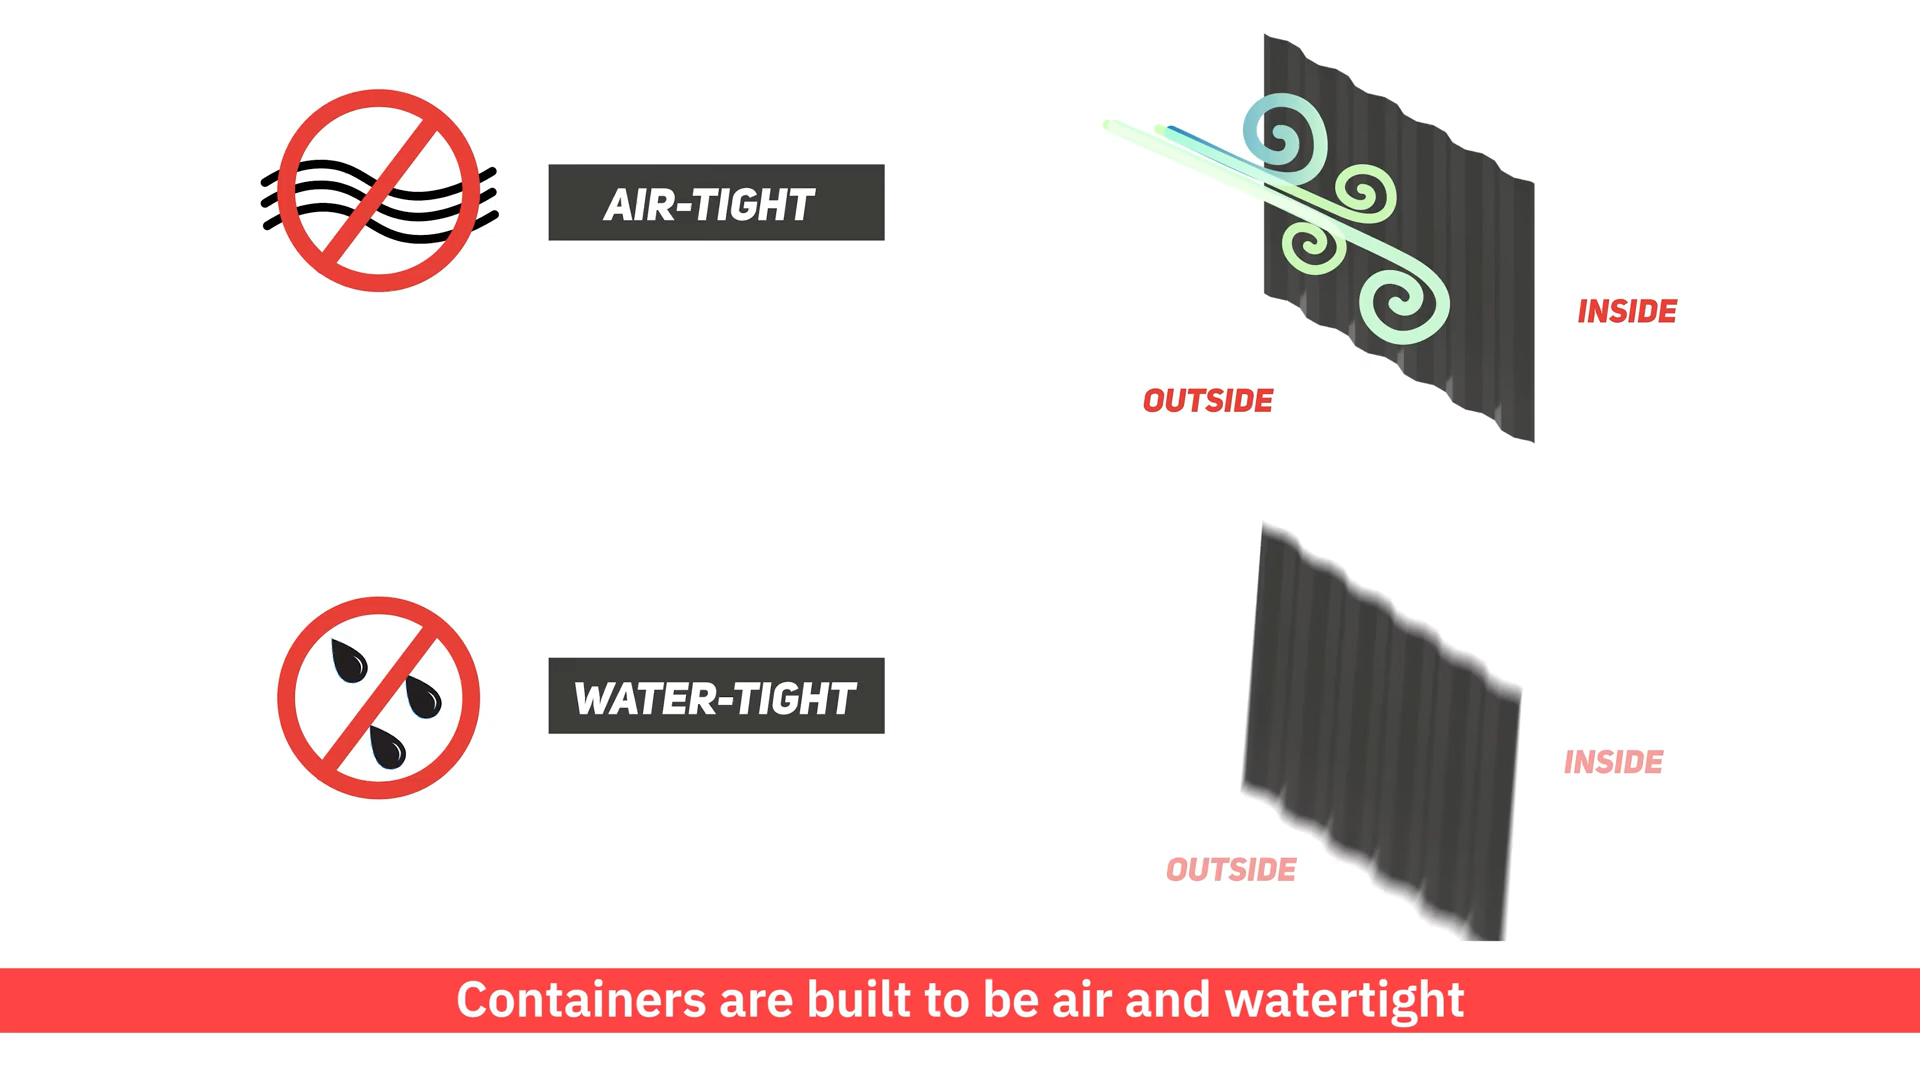 AIR-TIGHT
INSIDE
OUTSIDE
WATER-TIGHT
INSIDE
OUTSIDE
Containers are built to be air and watertight